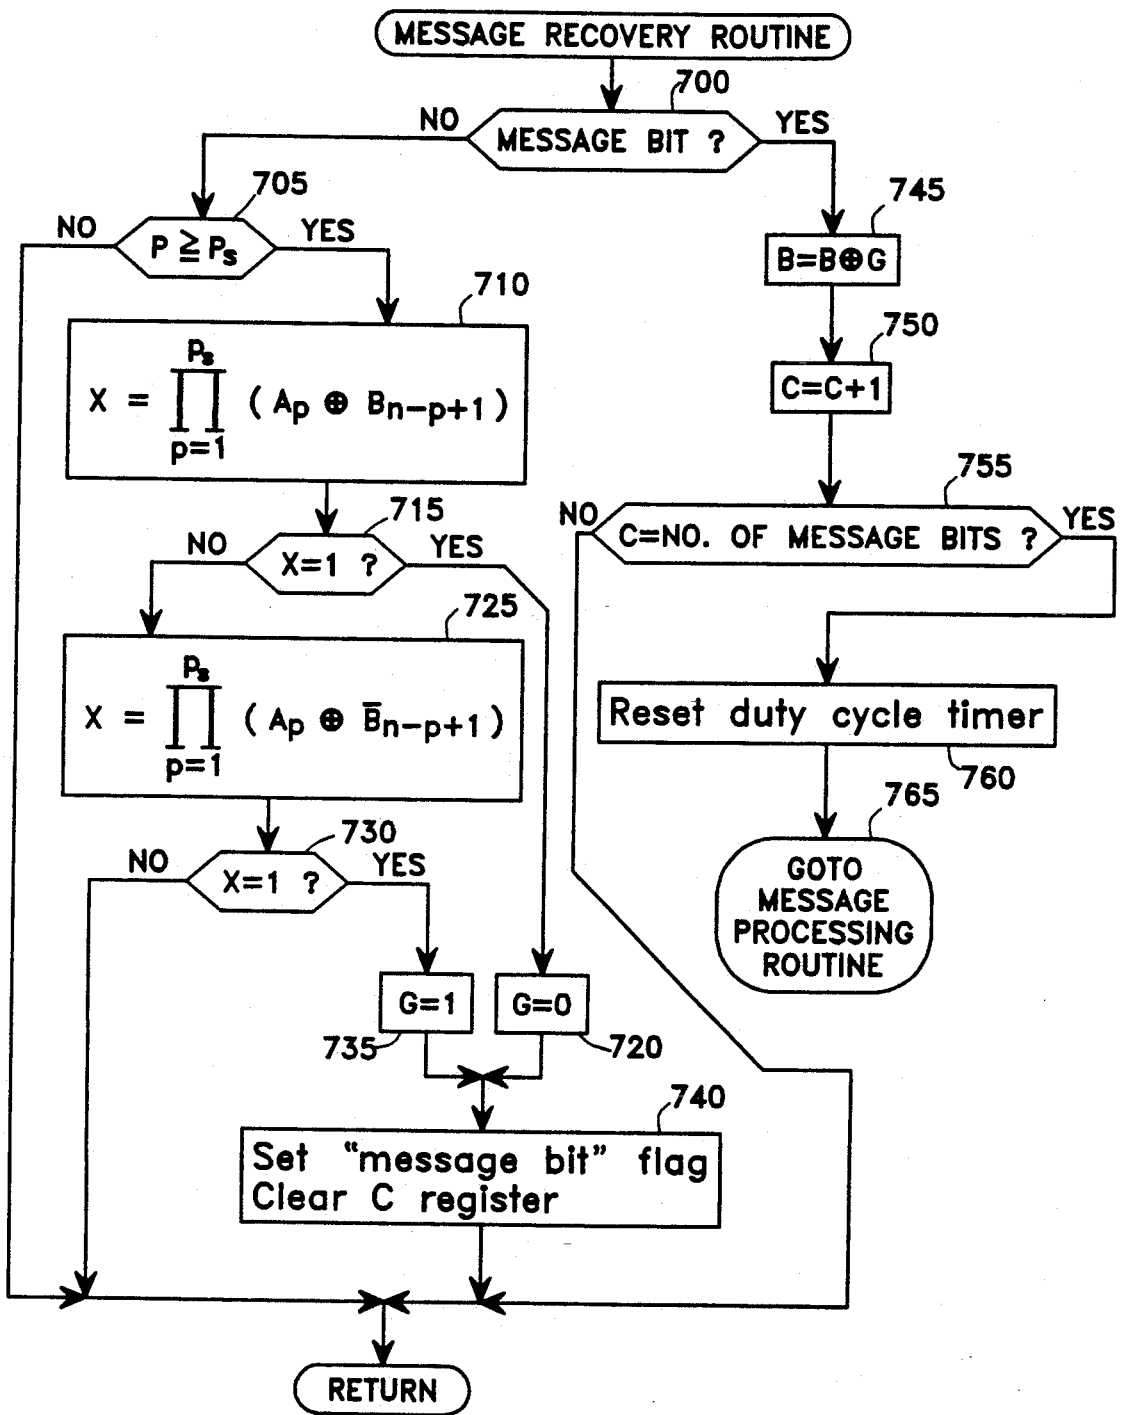 MESSAGE RECOVERY ROUTINE
700
NO
MESSAGE BIT ?
YES
705
745
NO
P ≧ Ps
YES
B=B⊕G
710
750
Ps
X = ∏ ( Ap ⊕ Bn-p+1 )
p=1
C=C+1
715
755
NO
X=1 ?
YES
NO
C=NO. OF MESSAGE BITS ?
YES
725
Ps
X = ∏ ( Ap ⊕ B̅n-p+1 )
p=1
Reset duty cycle timer
760
730
765
NO
X=1 ?
YES
GOTO
MESSAGE
PROCESSING
ROUTINE
G=1
G=0
735
720
740
Set "message bit" flag
Clear C register
RETURN